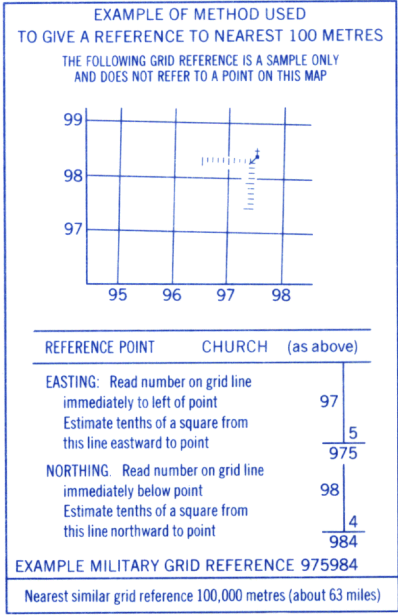 EXAMPLE OF METHOD USED
TO GIVE A REFERENCE TO NEAREST 100 METRES
THE FOLLOWING GRID REFERENCE IS A SAMPLE ONLY
AND DOES NOT REFER TO A POINT ON THIS MAP
99
98
97
95 96 97 98
REFERENCE POINT CHURCH (as above)
EASTING: Read number on grid line
immediately to left of point 97
Estimate tenths of a square from
this line eastward to point 5
975
NORTHING. Read number on grid line
immediately below point 98
Estimate tenths of a square from
this line northward to point 4
984
EXAMPLE MILITARY GRID REFERENCE 975984
Nearest similar grid reference 100,000 metres (about 63 miles)